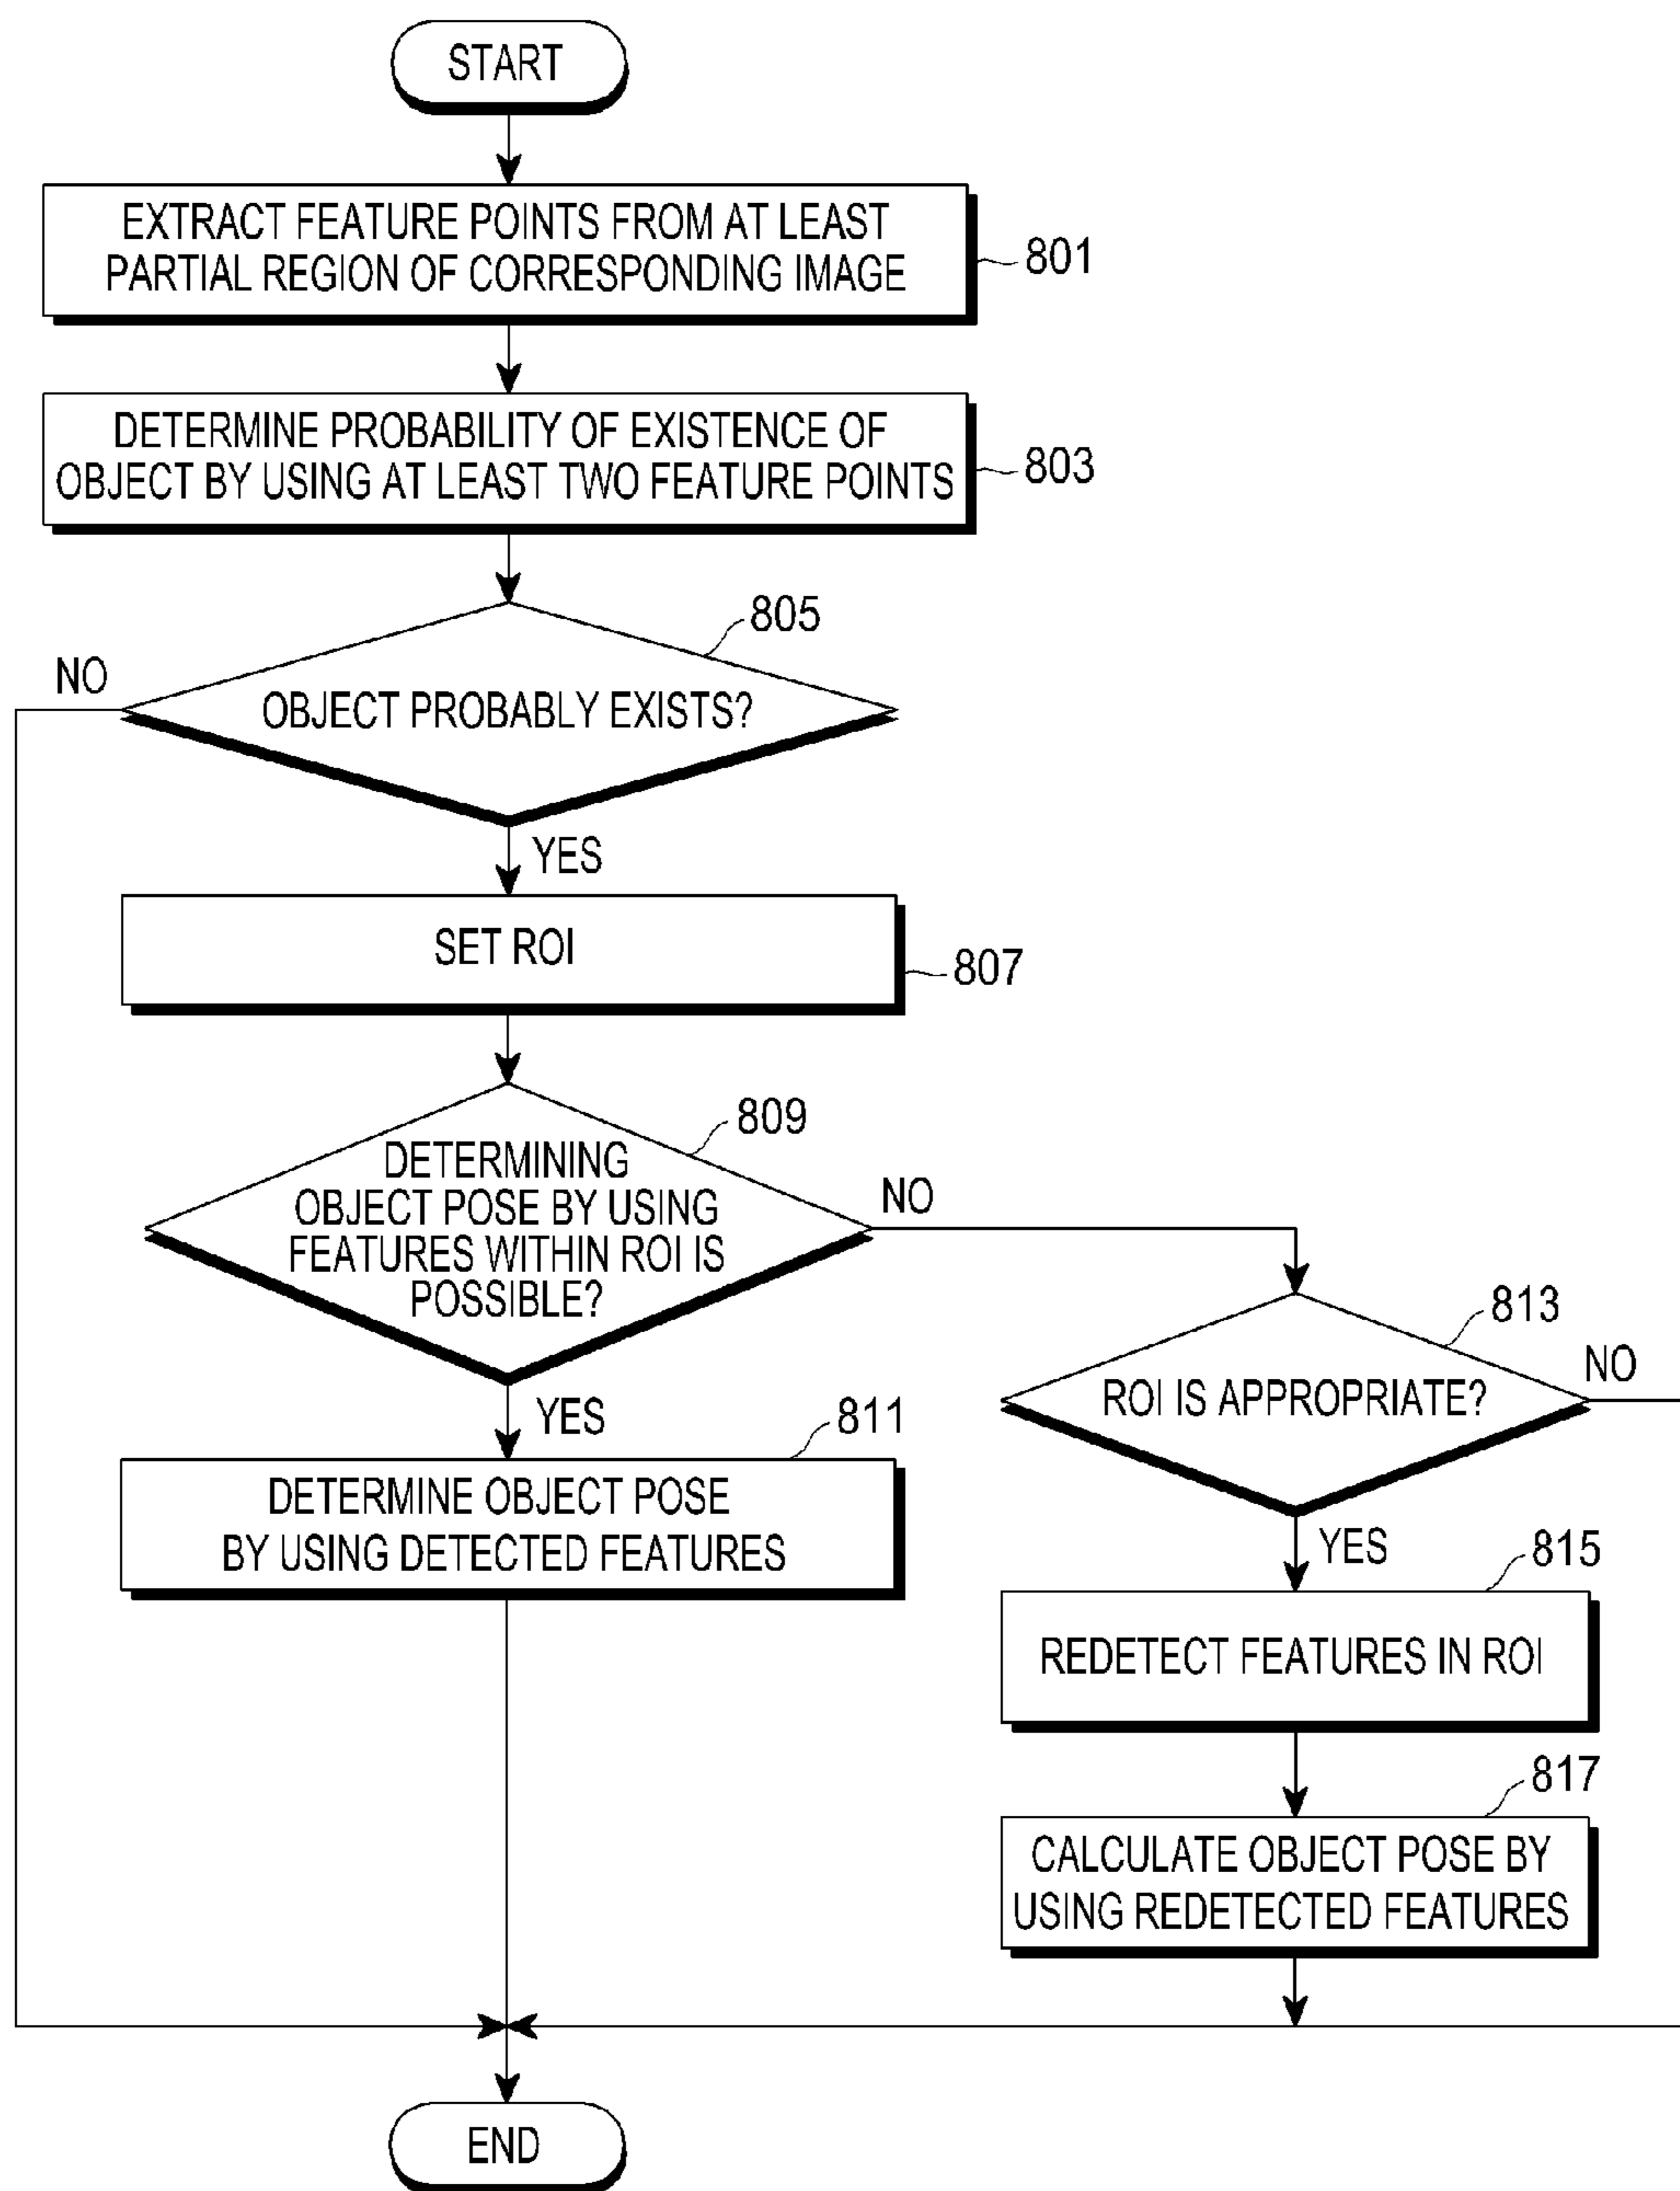 START
EXTRACT FEATURE POINTS FROM AT LEAST
PARTIAL REGION OF CORRESPONDING IMAGE
801
DETERMINE PROBABILITY OF EXISTENCE OF
OBJECT BY USING AT LEAST TWO FEATURE POINTS
803
805
NO
OBJECT PROBABLY EXISTS?
YES
SET ROI
807
809
DETERMINING
OBJECT POSE BY USING
FEATURES WITHIN ROI IS
POSSIBLE?
NO
YES
811
DETERMINE OBJECT POSE
BY USING DETECTED FEATURES
813
NO
ROI IS APPROPRIATE?
YES
815
REDETECT FEATURES IN ROI
817
CALCULATE OBJECT POSE BY
USING REDETECTED FEATURES
END